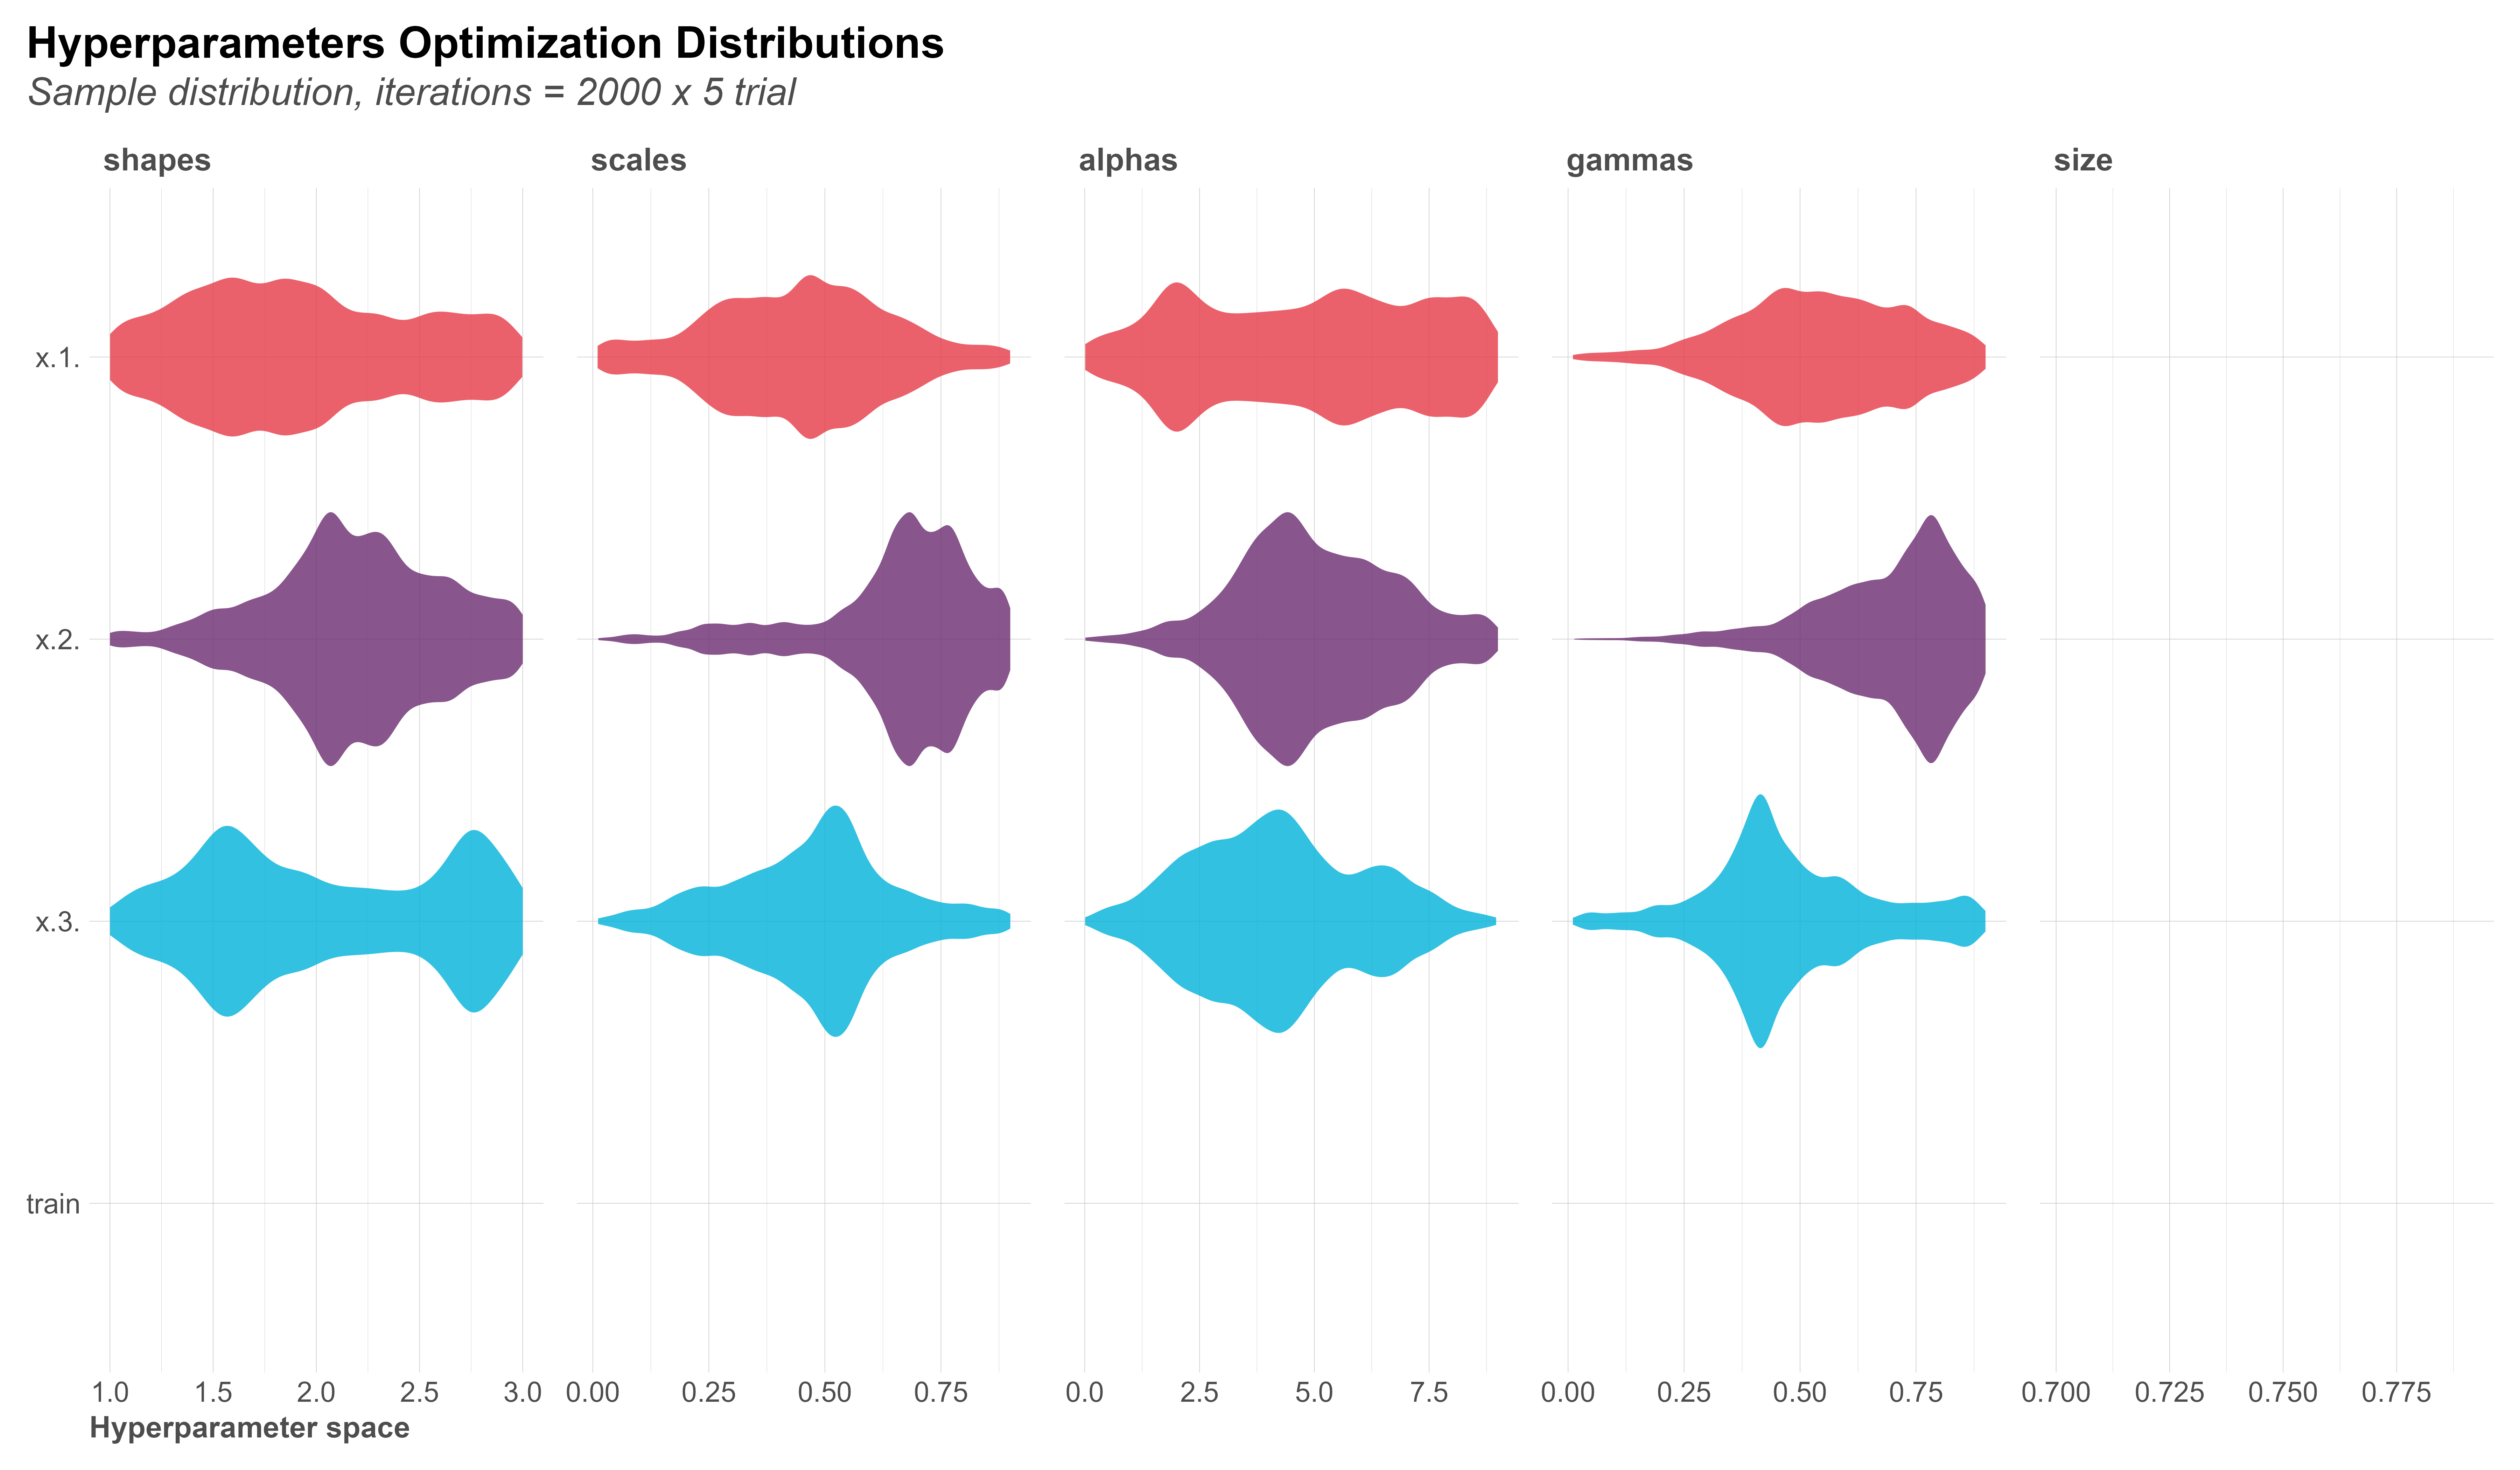 Hyperparameters Optimization Distributions
Sample distribution, iterations = 2000 x 5 trial
shapes scales alphas gammas size
x.1.
x.2.
x.3.
train
1.0 1.5 2.0 2.5 3.0 0.00 0.25 0.50 0.75 0.0 2.5 5.0 7.5 0.00 0.25 0.50 0.75 0.700 0.725 0.750 0.775
Hyperparameter space